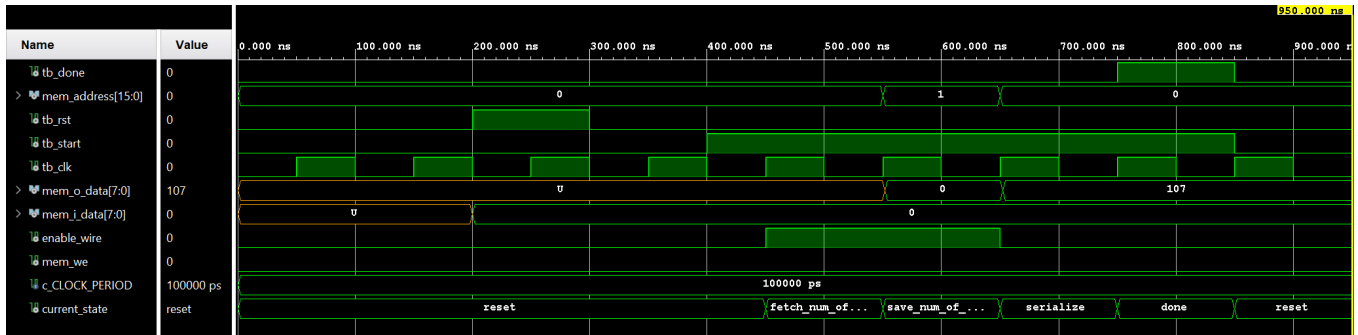 950.000 ns
Name Value 0.000 ns 100.000 ns 200.000 ns 300.000 ns 400.000 ns 500.000 ns 600.000 ns 700.000 ns 800.000 ns 900.000 n
tb_done 0
mem_address[15:0] 0 0 1 0
tb_rst 0
tb_start 0
tb_clk 0
mem_o_data[7:0] 107 U 0 107
mem_i_data[7:0] 0 U 0
enable_wire 0
mem_we 0
c_CLOCK_PERIOD 100000 ps 100000 ps
current_state reset reset fetch_num_of... save_num_of_... serialize done reset